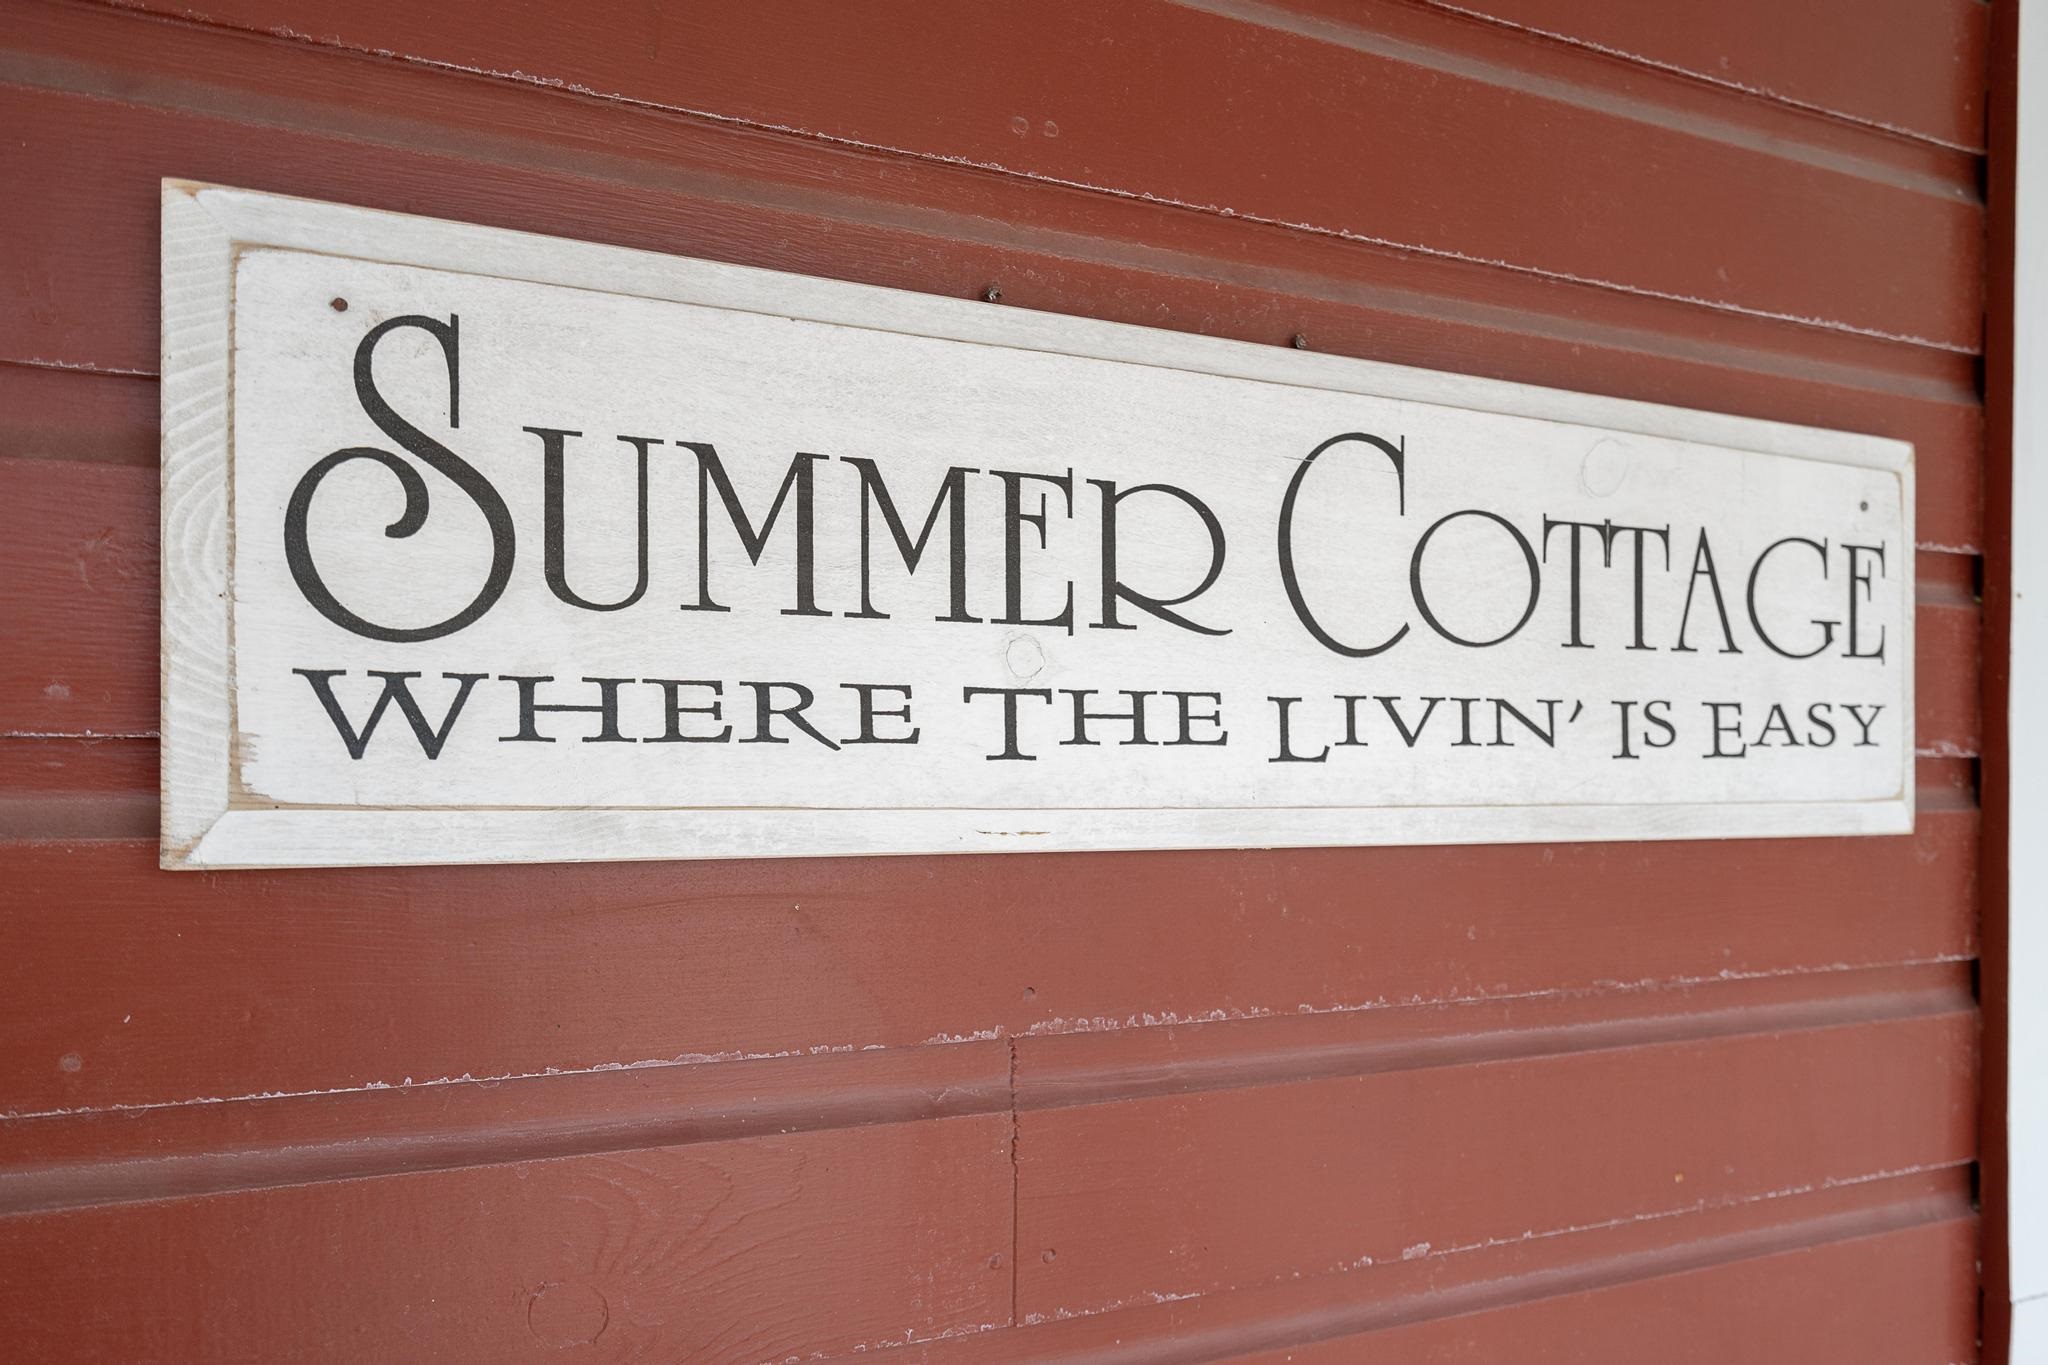 SUMMER COTTAGE
WHERE THE LIVIN' IS EASY